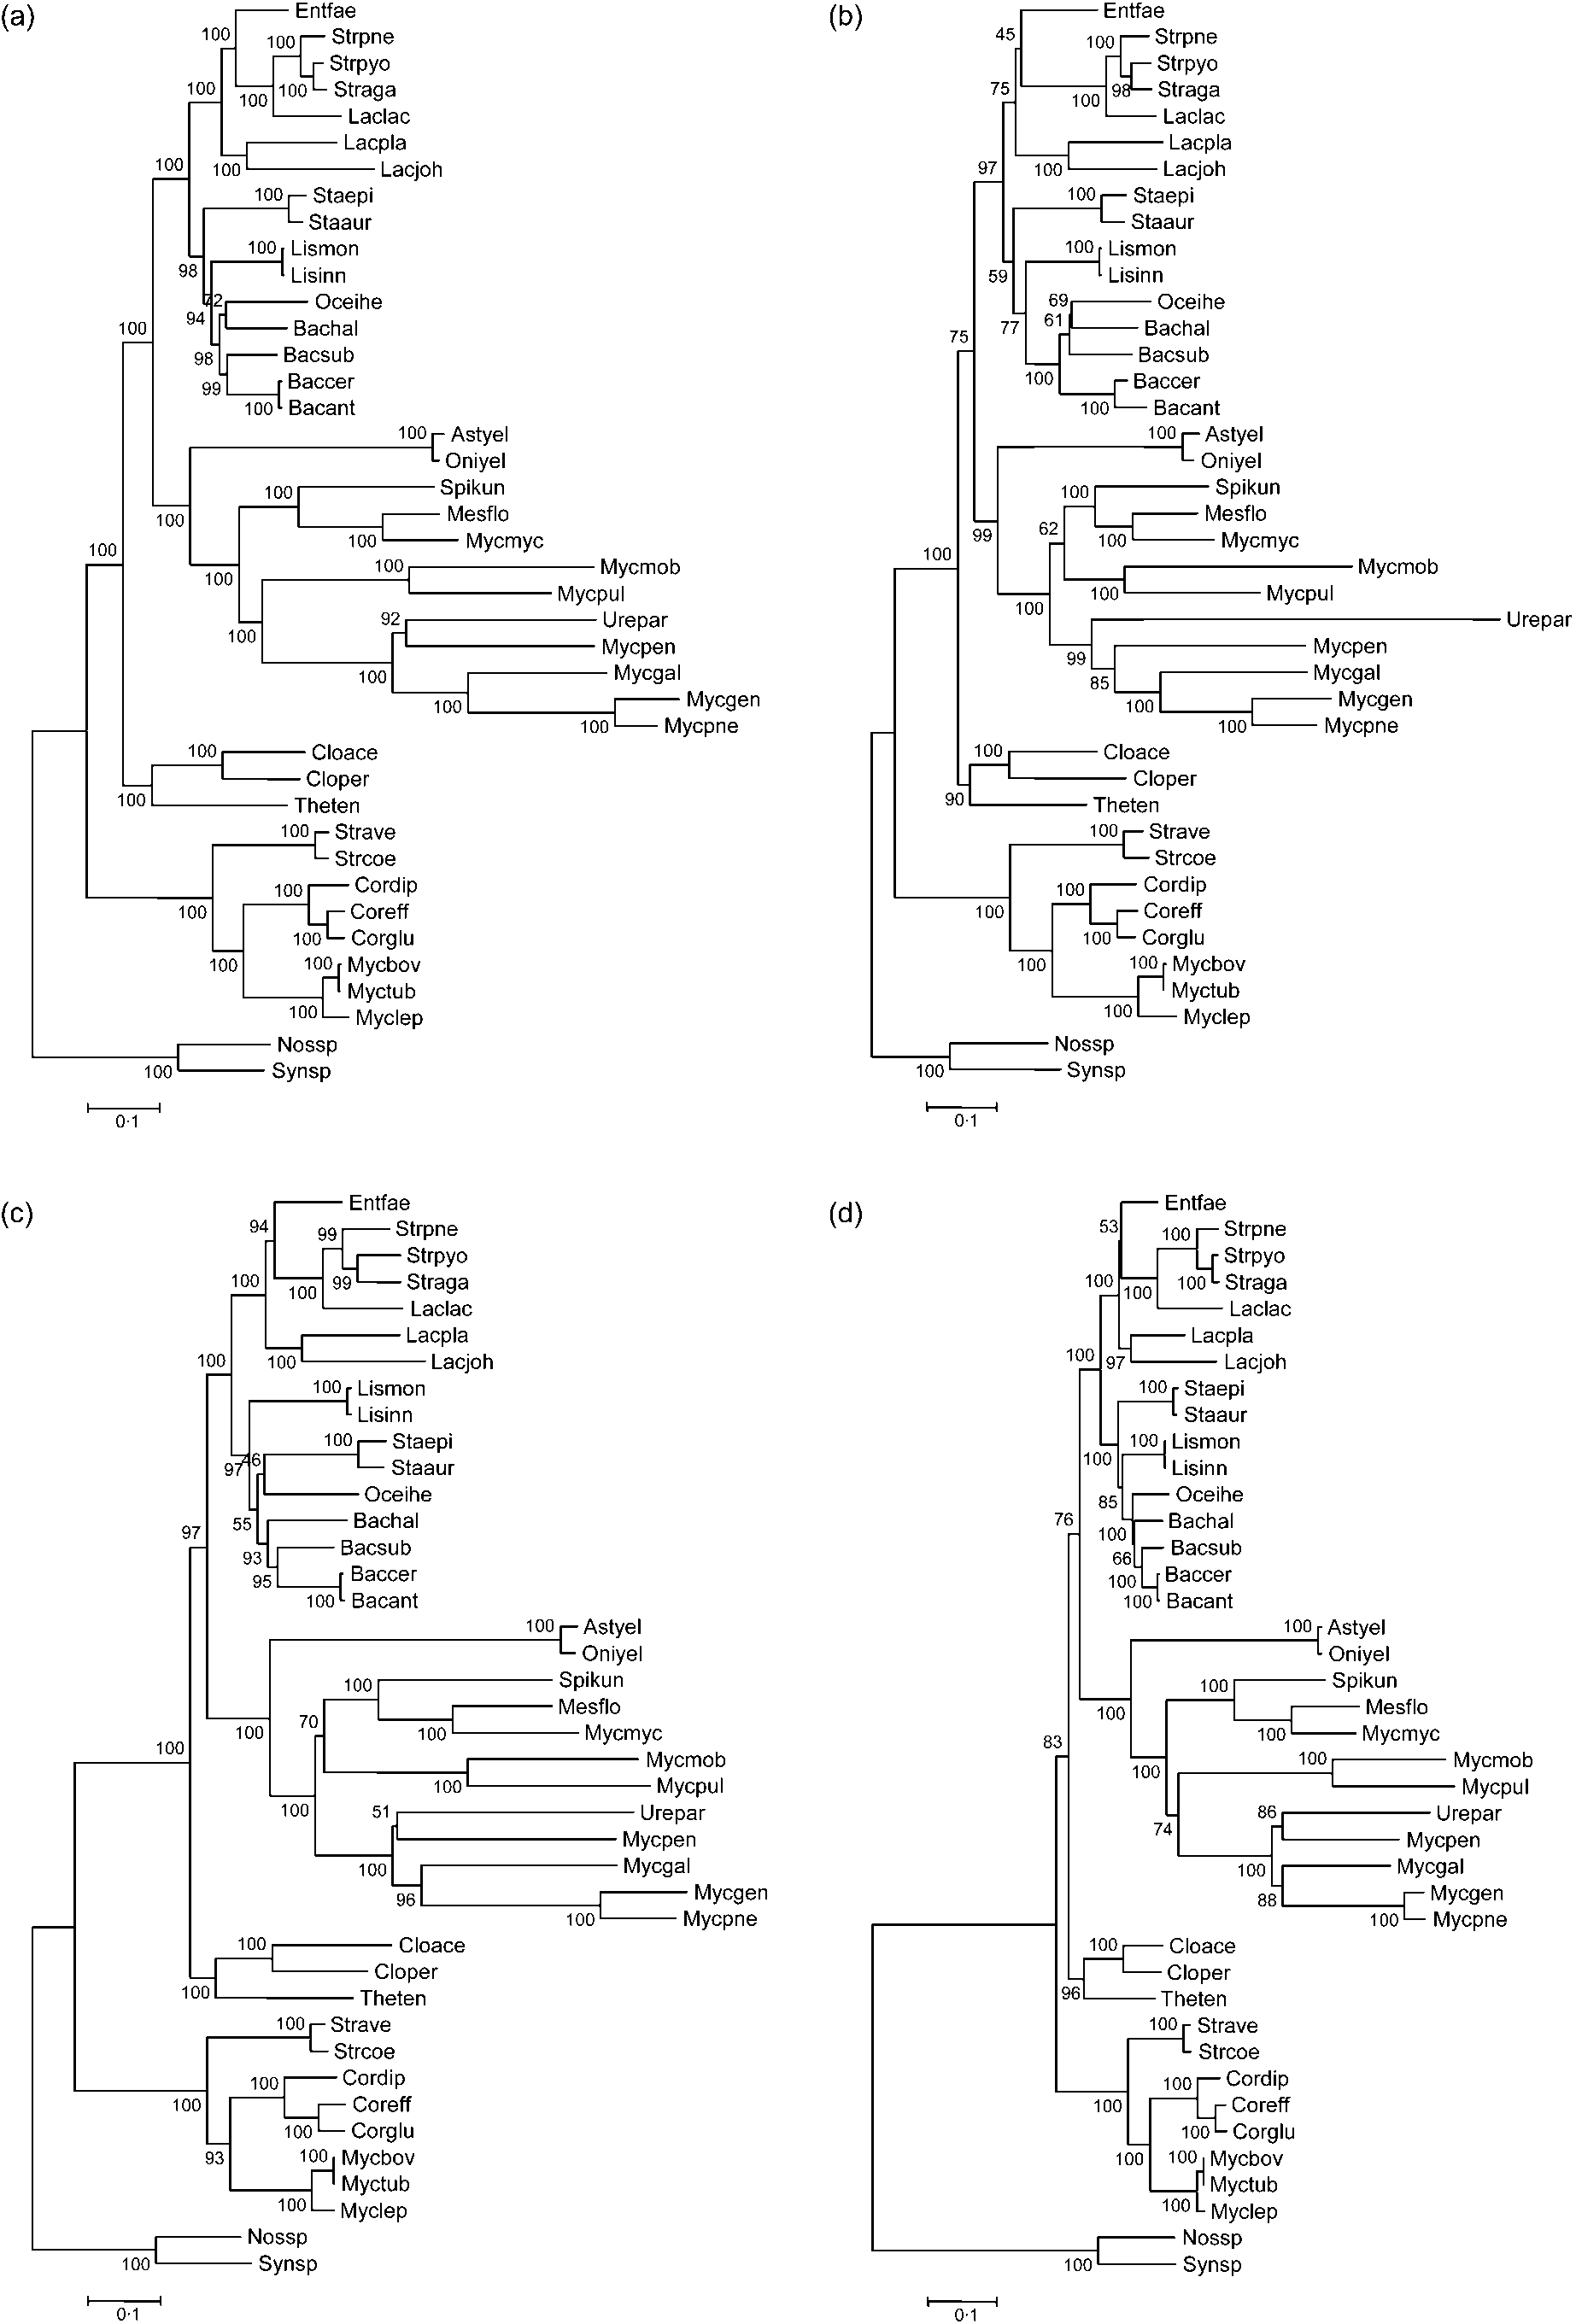 (a)
100
Entfae
100
Strpne
Strpyo
100
Straga
100
100
Laclac
Lacpla
100
Lacjoh
100
100
Staepi
Staaur
98
100
Lismon
Lisinn
72
Oceihe
94
Bachal
98
Bacsub
99
Baccer
100
Bacant
100
100
Astyel
Oniyel
100
100
Spikun
Mesflo
100
Mycmyc
100
100
Mycmob
Mycpul
100
92
Urepar
Mycpen
100
Mycgal
100
Mycgen
100
Mycpne
100
100
Cloace
Cloper
100
Theten
100
Strave
Strcoe
100
100
Cordip
Coreff
100
Corglu
100
100
Mycbov
Myctub
100
Myclep
Nossp
100
Synsp
0·1
(b)
45
Entfae
100
Strpne
Strpyo
98
Straga
75
100
Laclac
Lacpla
100
Lacjoh
97
100
Staepi
Staaur
59
100
Lismon
Lisinn
69
Oceihe
61
Bachal
77
Bacsub
100
Baccer
100
Bacant
75
100
Astyel
Oniyel
99
100
Spikun
Mesflo
100
Mycmyc
62
100
Mycmob
100
Mycpul
Urepar
99
Mycpen
85
Mycgal
100
Mycgen
100
Mycpne
100
100
Cloace
Cloper
90
Theten
100
Strave
Strcoe
100
100
Cordip
Coreff
100
Corglu
100
100
Mycbov
Myctub
100
Myclep
Nossp
100
Synsp
0·1
(c)
94
Entfae
99
Strpne
Strpyo
99
Straga
100
100
Laclac
Lacpla
100
Lacjoh
100
100
Lismon
Lisinn
97
100
Staepi
Staaur
46
Oceihe
55
Bachal
93
Bacsub
95
Baccer
100
Bacant
97
100
Astyel
Oniyel
100
100
Spikun
Mesflo
100
Mycmyc
70
Mycmob
100
Mycpul
100
51
Urepar
Mycpen
100
Mycgal
96
Mycgen
100
Mycpne
100
100
Cloace
Cloper
100
Theten
100
Strave
Strcoe
100
100
Cordip
Coreff
100
Corglu
93
100
Mycbov
Myctub
100
Myclep
Nossp
100
Synsp
0·1
(d)
53
Entfae
100
Strpne
Strpyo
100
Straga
100
100
Laclac
Lacpla
97
Lacjoh
100
100
Staepi
Staaur
100
100
Lismon
Lisinn
85
Oceihe
100
Bachal
66
Bacsub
100
Baccer
100
Bacant
76
100
Astyel
Oniyel
100
100
Spikun
Mesflo
100
Mycmyc
100
100
Mycmob
Mycpul
74
86
Urepar
Mycpen
100
Mycgal
88
Mycgen
100
Mycpne
83
100
Cloace
Cloper
96
Theten
100
Strave
Strcoe
100
100
Cordip
Coreff
100
Corglu
100
100
Mycbov
Myctub
100
Myclep
Nossp
100
Synsp
0·1